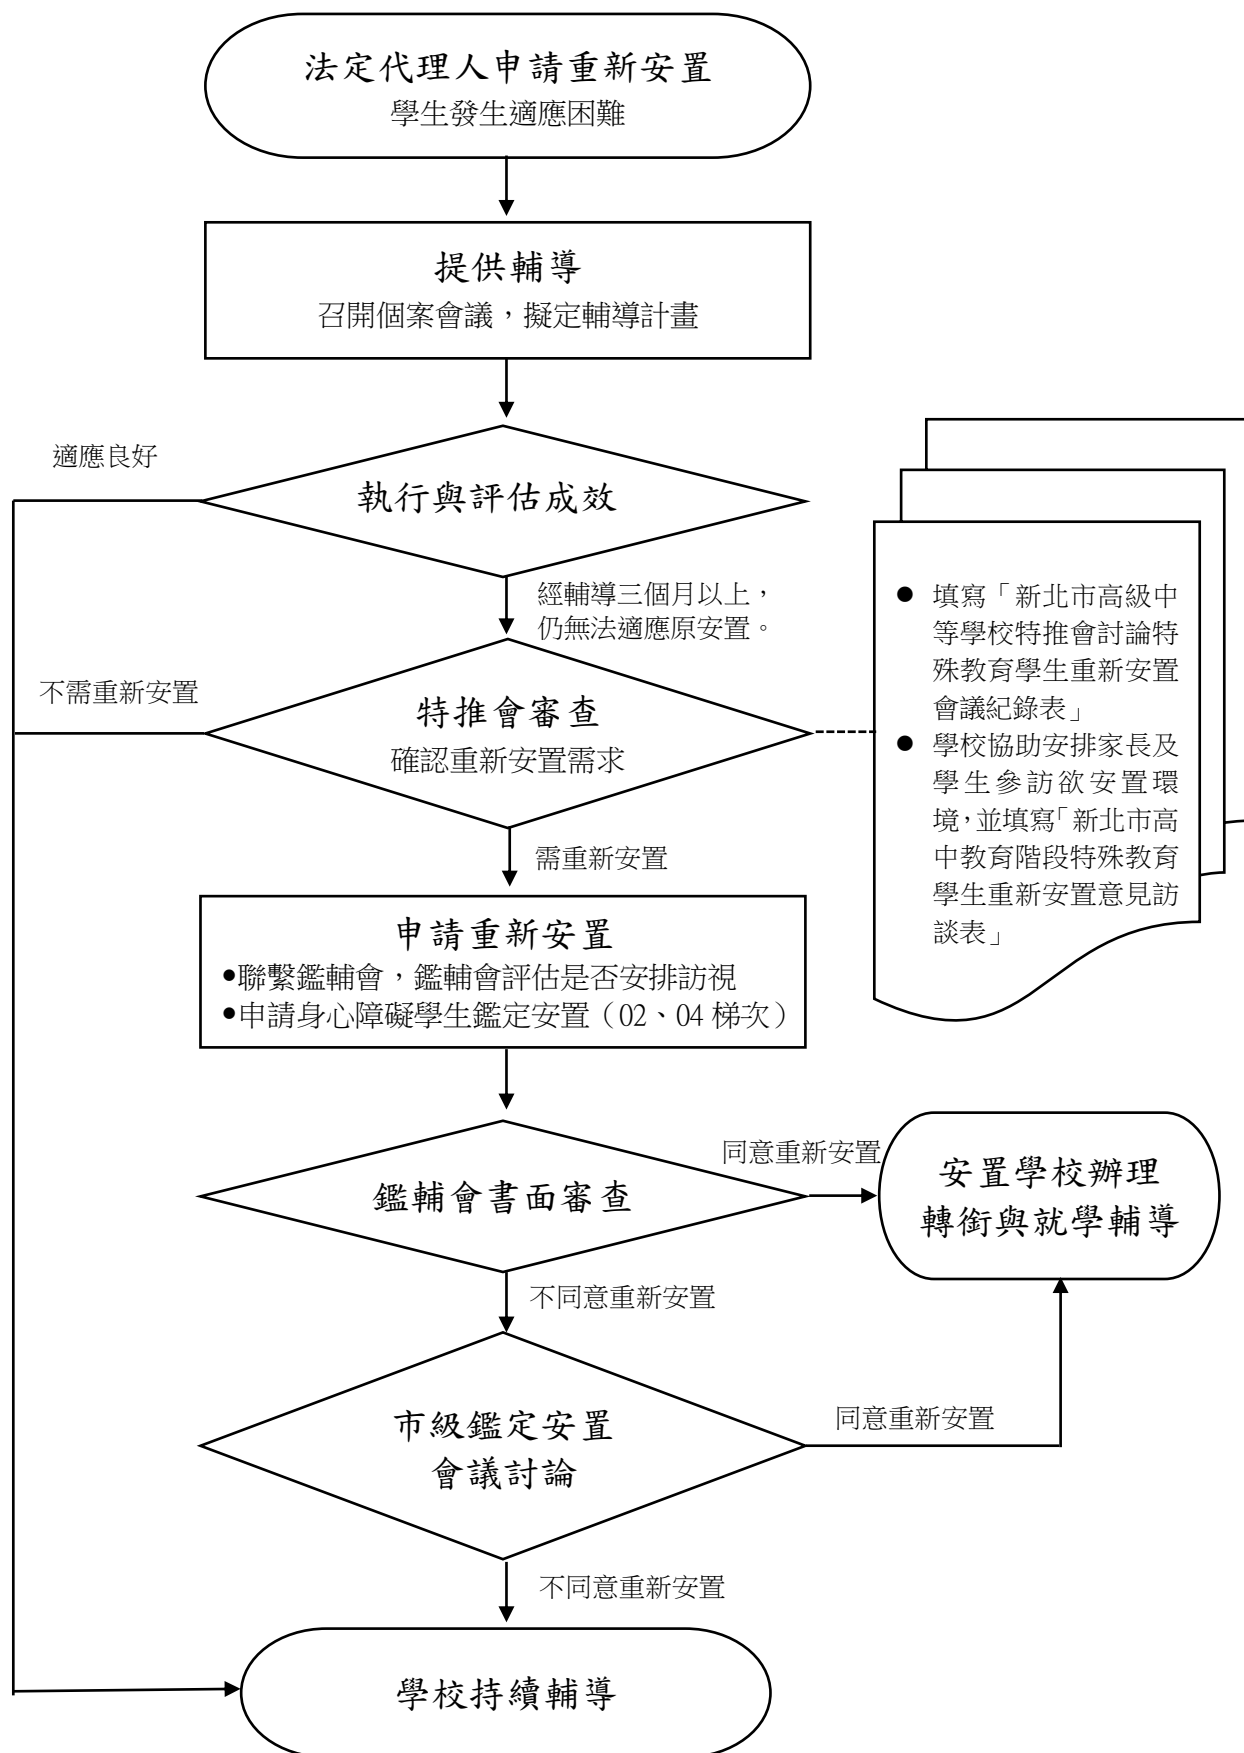 法定代理人申請重新安置
學生發生適應困難
提供輔導
召開個案會議，擬定輔導計畫
適應良好
執行與評估成效
經輔導三個月以上，
仍無法適應原安置。
不需重新安置
特推會審查
確認重新安置需求
● 填寫「新北市高級中
等學校特推會討論特
殊教育學生重新安置
會議紀錄表」
● 學校協助安排家長及
學生參訪欲安置環
境，並填寫「新北市高
中教育階段特殊教育
學生重新安置意見訪
談表」
需重新安置
申請重新安置
●聯繫鑑輔會，鑑輔會評估是否安排訪視
●申請身心障礙學生鑑定安置（02、04 梯次）
鑑輔會書面審查
同意重新安置
安置學校辦理
轉銜與就學輔導
不同意重新安置
市級鑑定安置
會議討論
同意重新安置
不同意重新安置
學校持續輔導